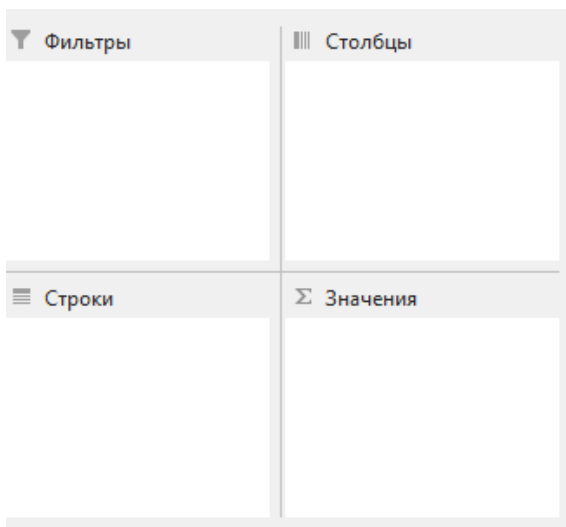 Фильтры
Столбцы
Строки
Σ Значения